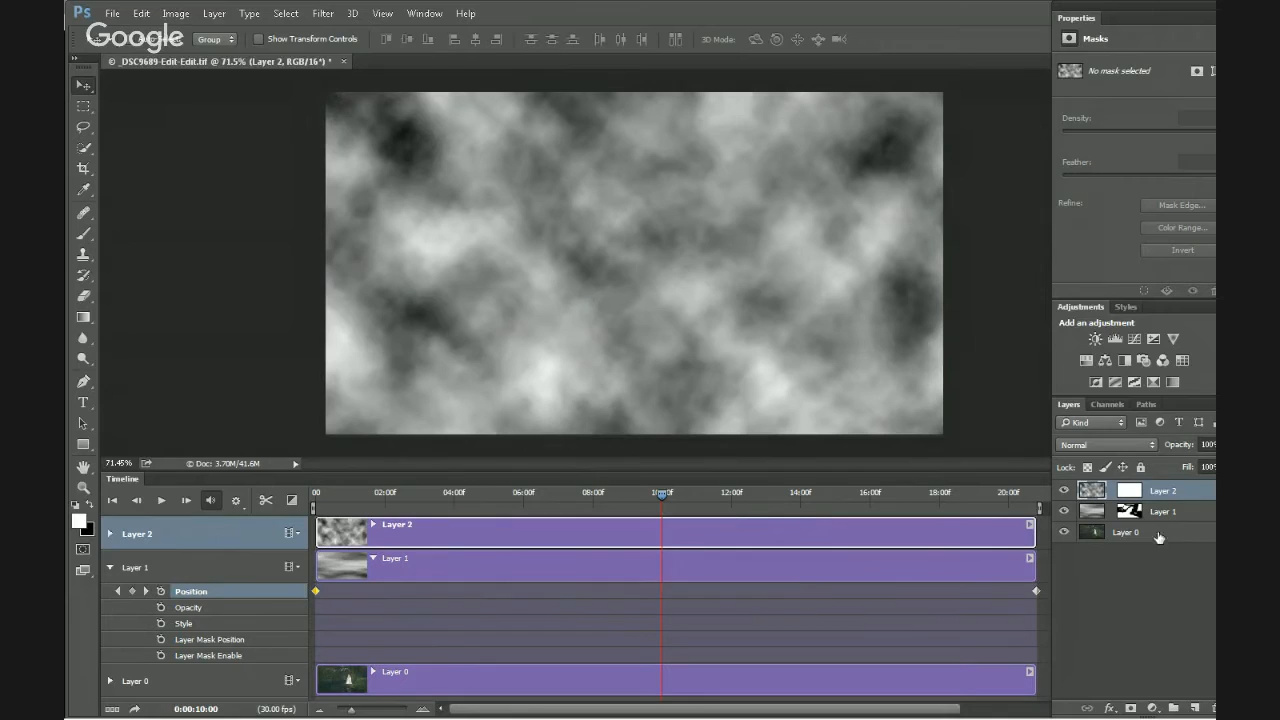 Ps File Edit Image Layer Type Select Filter 3D View Window Help
Google
Group Show Transform Controls 3D Mode:
© _DSC9689-Edit-Edit.tif @ 71.5% (Layer 2, RGB/16*) *
Properties
Masks
No mask selected
Density:
Feather:
Refine: Mask Edge...
Color Range...
Invert
Adjustments Styles
Add an adjustment
Layers Channels Paths
Kind
Normal Opacity: 100%
Lock: Fill: 100%
Layer 2
Layer 1
Layer 0
71.45% Doc: 3.70M/41.6M
Timeline
00 02:00f 04:00f 06:00f 08:00f 10:00f 12:00f 14:00f 16:00f 18:00f 20:00f
Layer 2 Layer 2
Layer 1 Layer 1
Position
Opacity
Style
Layer Mask Position
Layer Mask Enable
Layer 0 Layer 0
0:00:10:00 (30.00 fps)